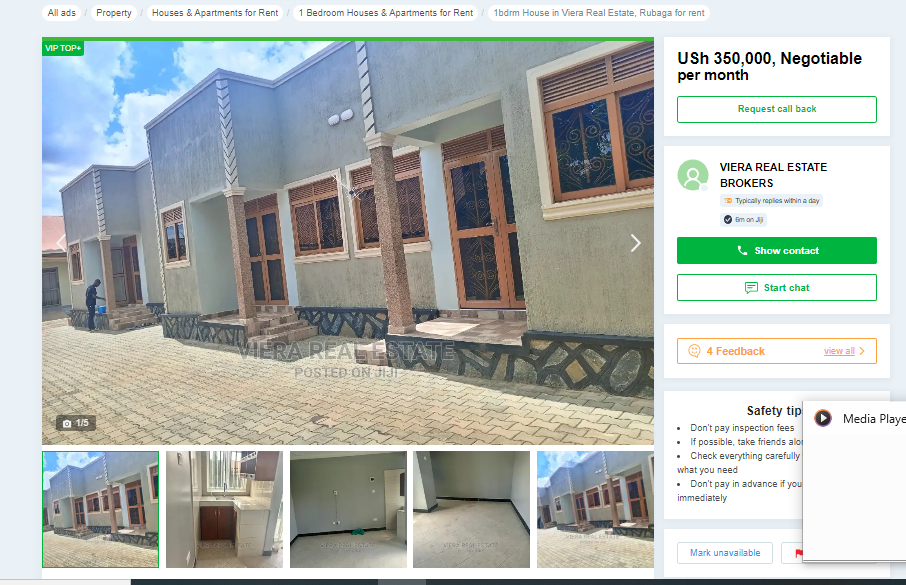 All ads / Property / Houses & Apartments for Rent / 1 Bedroom Houses & Apartments for Rent / 1bdrm House in Viera Real Estate, Rubaga for rent
VIP TOP+
VIERA REAL ESTATE
POSTED ON JIJI
1/5
USh 350,000, Negotiable
per month
Request call back
VIERA REAL ESTATE
BROKERS
Typically replies within a day
6m on Jiji
Show contact
Start chat
4 Feedback
view all
Safety tip
Don't pay inspection fees
If possible, take friends alo
Check everything carefully
what you need
Don't pay in advance if you
immediately
Media Playe
Mark unavailable